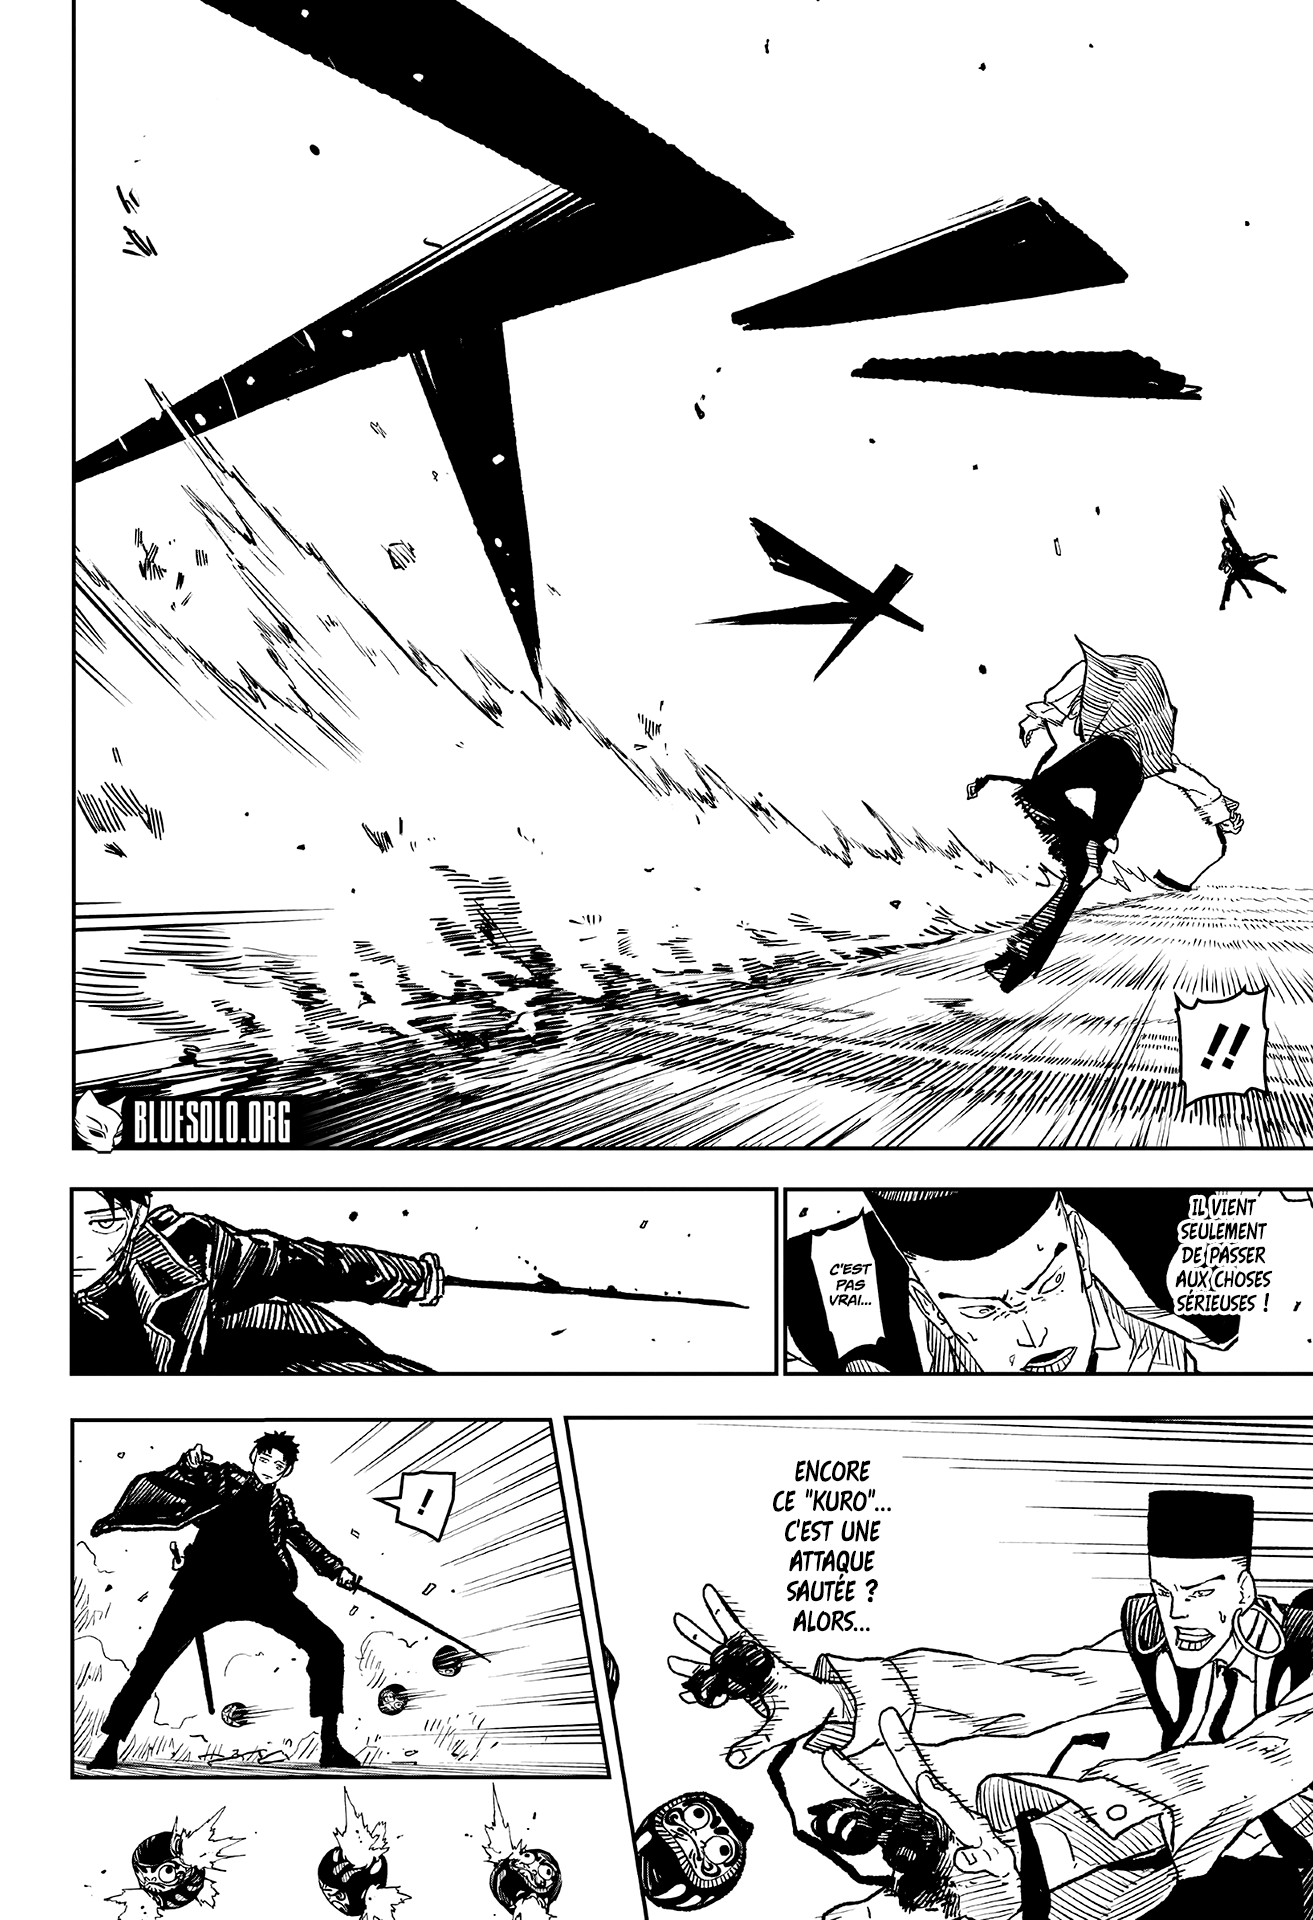 !!
BLUESOLO.ORG
IL VIENT
SEULEMENT
DE PASSER
AUX CHOSES
SÉRIEUSES !
C'EST
PAS
VRAI...
!
ENCORE
CE "KURO"...
C'EST UNE
ATTAQUE
SAUTÉE ?
ALORS...